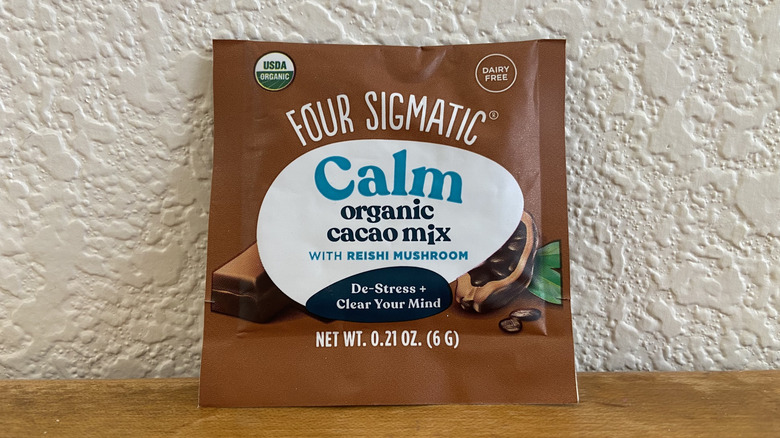 USDA
ORGANIC
DAIRY
FREE
FOUR SIGMATIC®
Calm
organic
cacao mix
WITH REISHI MUSHROOM
De-Stress +
Clear Your Mind
NET WT. 0.21 OZ. (6 G)